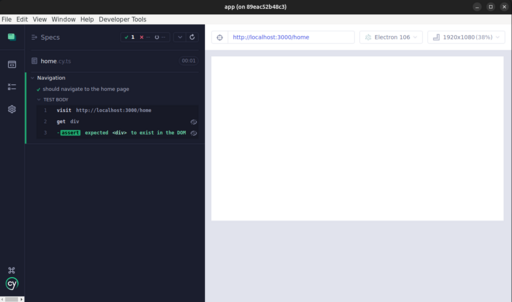 app (on 89eac52b48c3)
File Edit View Window Help Developer Tools
Specs
1
http://localhost:3000/home
Electron 106
1920x1080 (38%)
home.cy.ts
00:01
Navigation
should navigate to the home page
TEST BODY
1 visit http://localhost:3000/home
2 get div
3 -assert expected <div> to exist in the DOM
cy